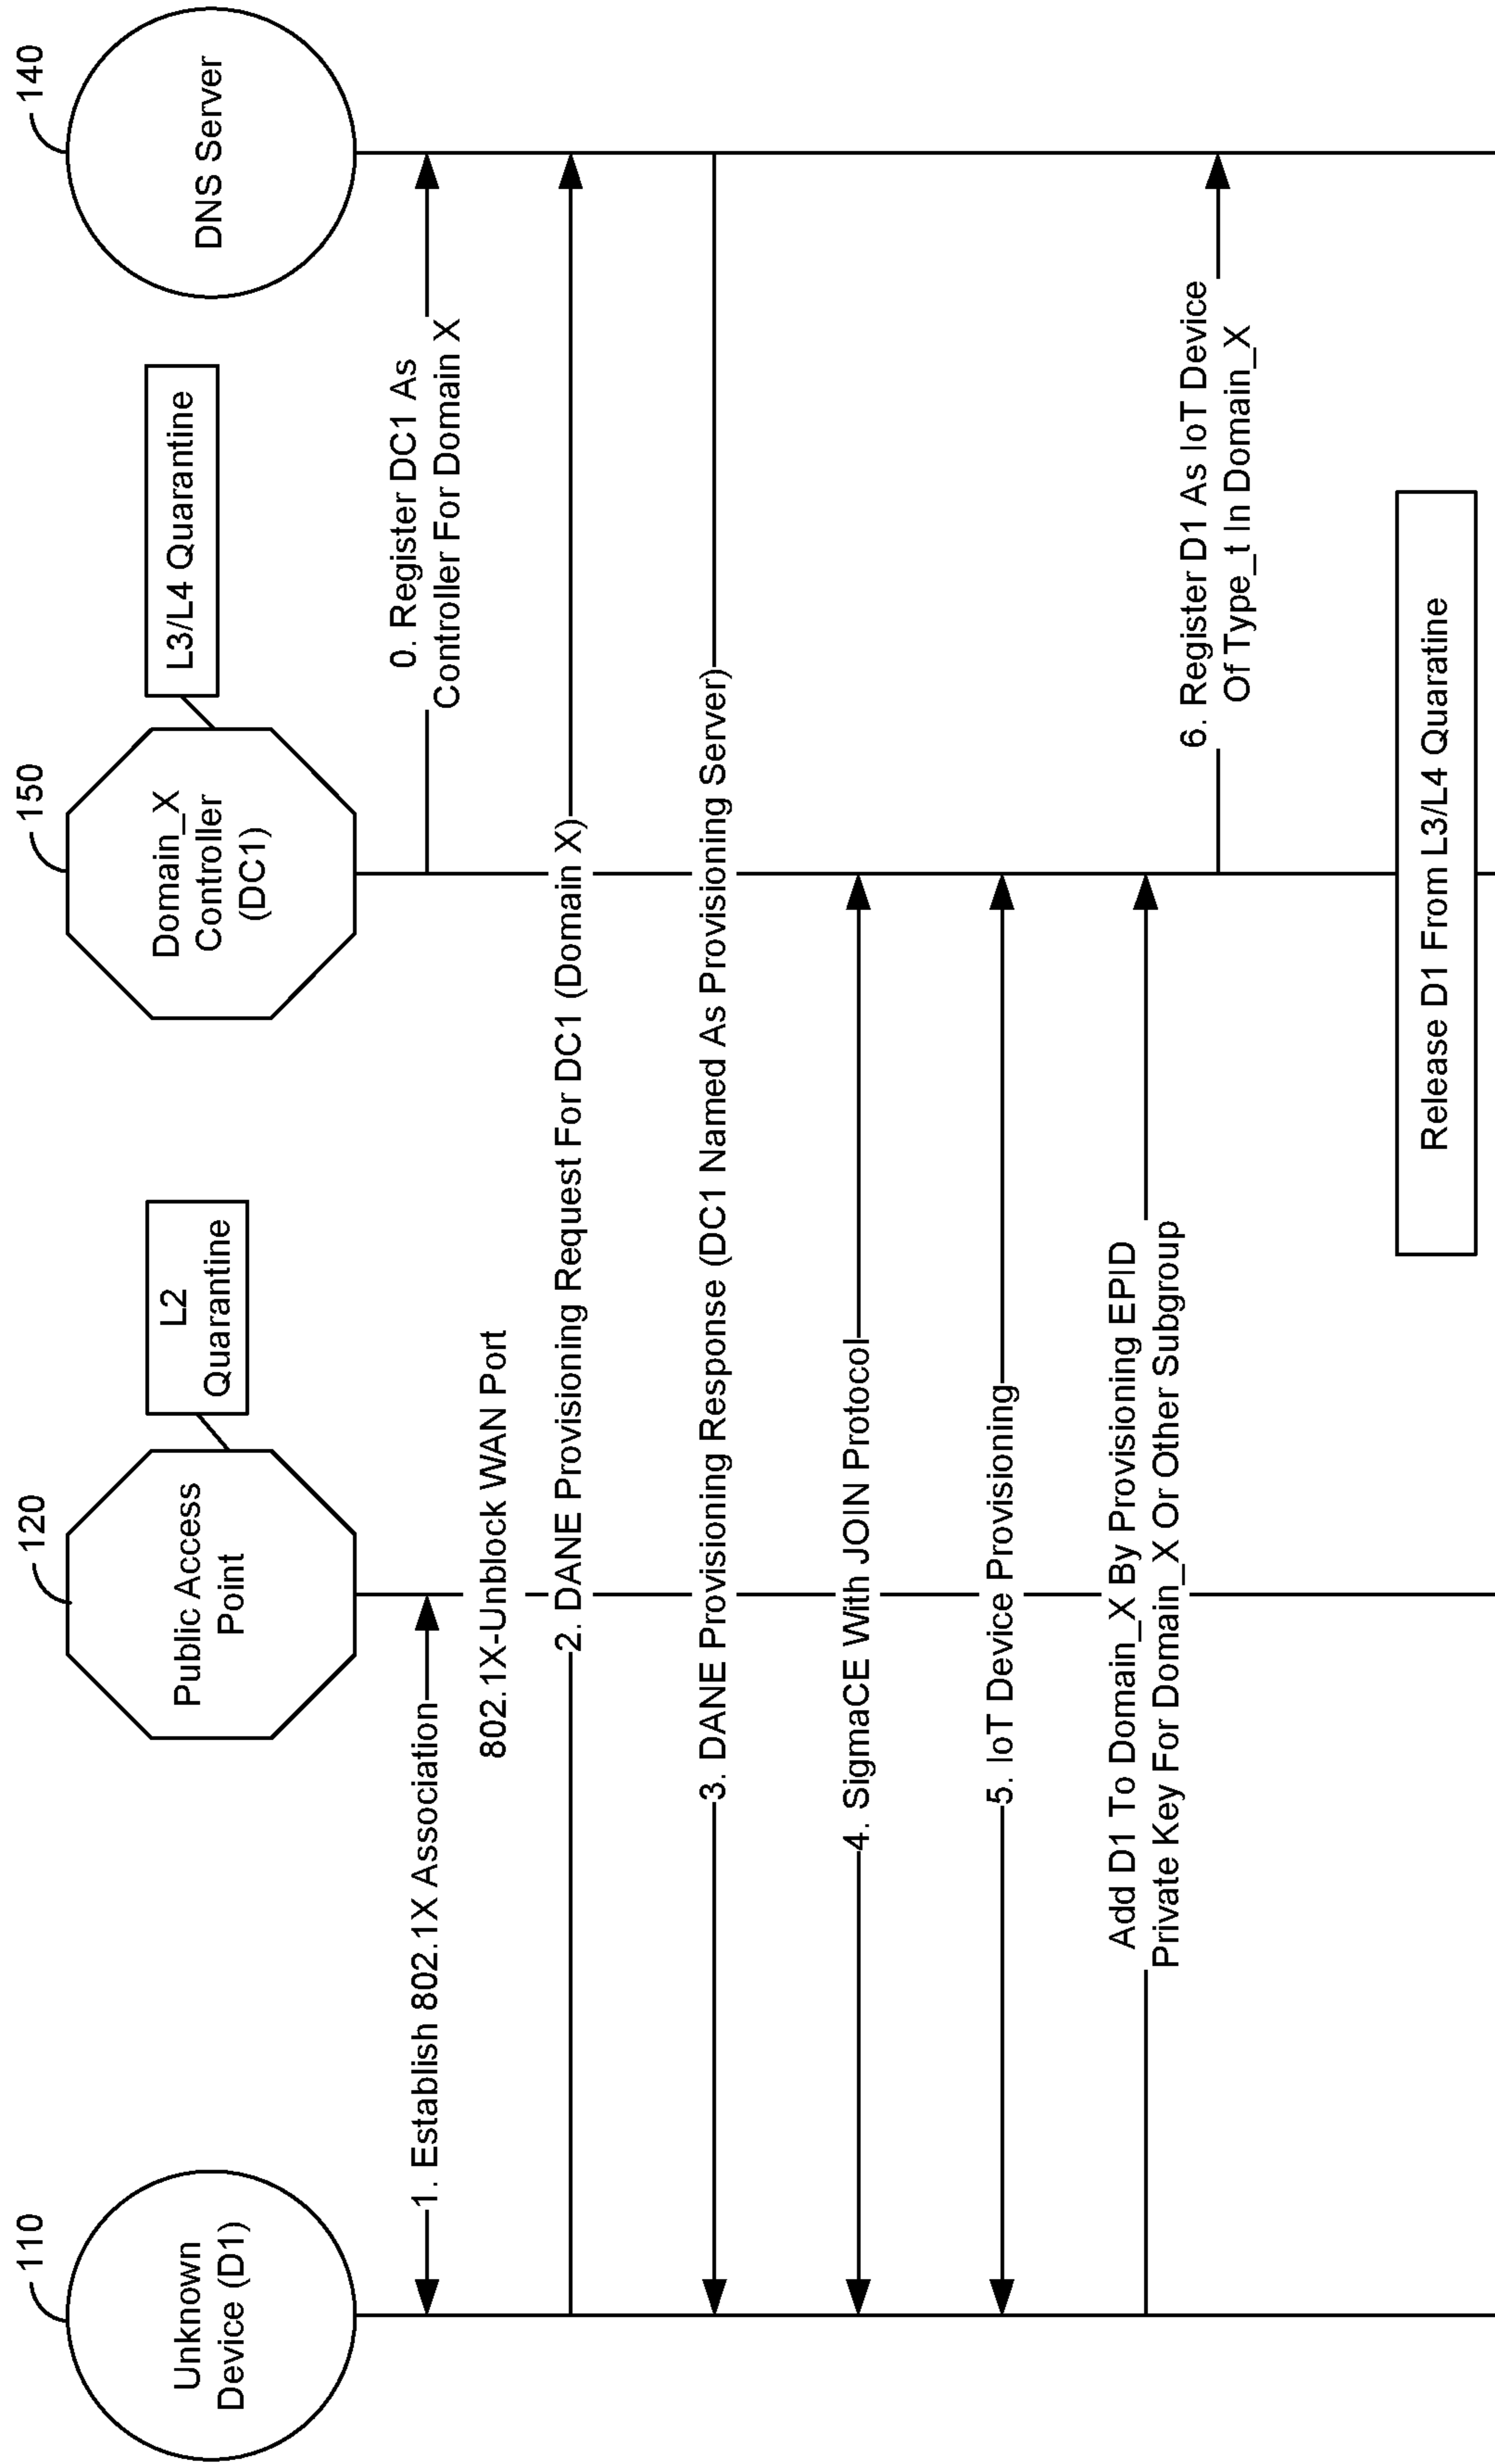 110
Unknown
Device (D1)
120
Public Access
Point
L2
Quarantine
150
Domain_X
Controller
(DC1)
L3/L4 Quarantine
140
DNS Server
0. Register DC1 As
Controller For Domain X
1. Establish 802.1X Association
802.1X-Unblock WAN Port
2. DANE Provisioning Request For DC1 (Domain X)
3. DANE Provisioning Response (DC1 Named As Provisioning Server)
4. SigmaCE With JOIN Protocol
5. IoT Device Provisioning
Add D1 To Domain_X By Provisioning EPID
Private Key For Domain_X Or Other Subgroup
6. Register D1 As IoT Device
Of Type_t In Domain_X
Release D1 From L3/L4 Quaratine